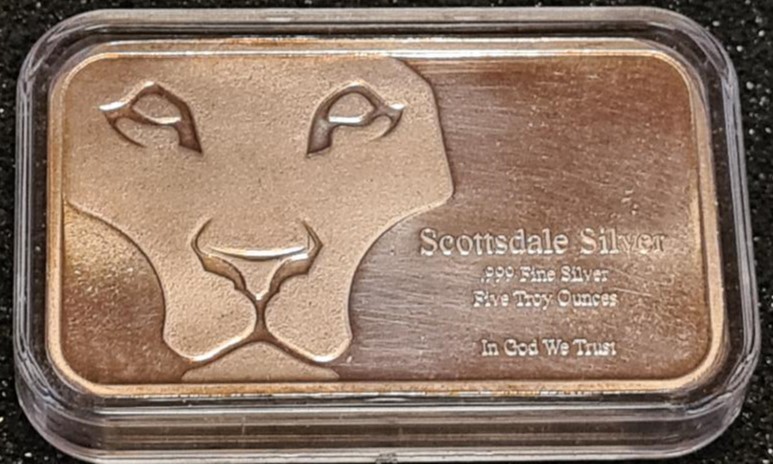 Scottsdale Silver
.999 Fine Silver
Five Troy Ounces
In God We Trust